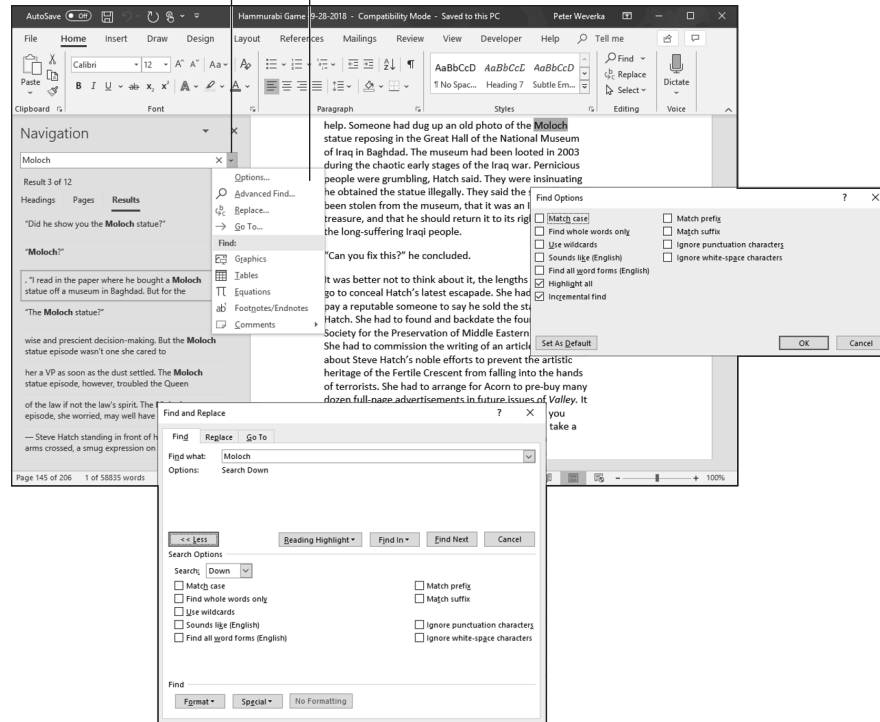 AutoSave Off Hammurabi Game 9-28-2018 - Compatibility Mode - Saved to this PC Peter Weverka
File Home Insert Draw Design Layout References Mailings Review View Developer Help Tell me
Paste Calibri 12 A^ A˅ Aa AaBbCcD AaBbCcD AaBbCcD Find Replace Select Dictate
B I U ab x₂ x² A A ¶ No Spac... Heading 7 Subtle Em...
Clipboard Font Paragraph Styles Editing Voice
Navigation
Moloch
Result 3 of 12
Headings Pages Results
"Did he show you the Moloch statue?"
"Moloch?"
. "I read in the paper where he bought a Moloch
statue off a museum in Baghdad. But for the
"The Moloch statue?"
wise and prescient decision-making. But the Moloch
statue episode wasn't one she cared to
her a VP as soon as the dust settled. The Moloch
statue episode, however, troubled the Queen
of the law if not the law's spirit. The
episode, she worried, may well have
— Steve Hatch standing in front of h
arms crossed, a smug expression on
Options...
Advanced Find...
Replace...
Go To...
Find:
Graphics
Tables
Equations
Footnotes/Endnotes
Comments
help. Someone had dug up an old photo of the Moloch
statue reposing in the Great Hall of the National Museum
of Iraq in Baghdad. The museum had been looted in 2003
during the chaotic early stages of the Iraq war. Pernicious
people were grumbling, Hatch said. They were insinuating
he obtained the statue illegally. They said the s
been stolen from the museum, that it was an I
treasure, and that he should return it to its rig
the long-suffering Iraqi people.
"Can you fix this?" he concluded.
It was better not to think about it, the lengths
go to conceal Hatch's latest escapade. She had
pay a reputable someone to say he sold the sta
Hatch. She had to found and backdate the fou
Society for the Preservation of Middle Eastern
She had to commission the writing of an article
about Steve Hatch's noble efforts to prevent the artistic
heritage of the Fertile Crescent from falling into the hands
of terrorists. She had to arrange for Acorn to pre-buy many
dozen full-page advertisements in future issues of Valley. It
you
take a
Page 145 of 206 1 of 58835 words 100%
Find Options ? X
Match case Match prefix
Find whole words only Match suffix
Use wildcards Ignore punctuation characters
Sounds like (English) Ignore white-space characters
Find all word forms (English)
Highlight all
Incremental find
Set As Default OK Cancel
Find and Replace ? X
Find Replace Go To
Find what: Moloch
Options: Search Down
<< Less Reading Highlight Find In Find Next Cancel
Search Options
Search: Down
Match case Match prefix
Find whole words only Match suffix
Use wildcards
Sounds like (English) Ignore punctuation characters
Find all word forms (English) Ignore white-space characters
Find
Format Special No Formatting